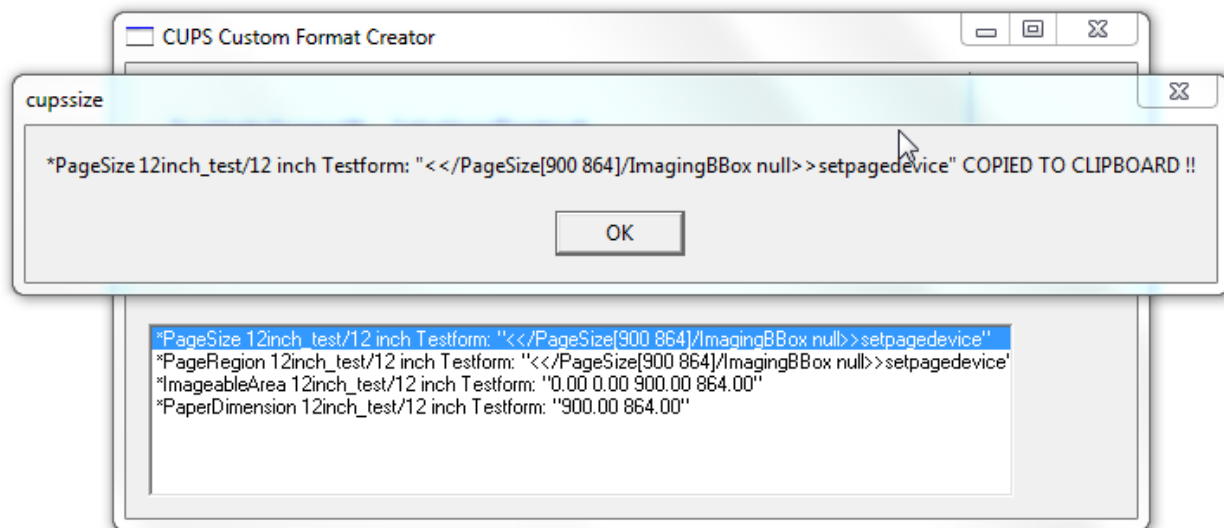 CUPS Custom Format Creator
cupssize
*PageSize 12inch_test/12 inch Testform: "<</PageSize[900 864]/ImagingBBox null>>setpagedevice" COPIED TO CLIPBOARD !!
OK
*PageSize 12inch_test/12 inch Testform: "<</PageSize[900 864]/ImagingBBox null>>setpagedevice"
*PageRegion 12inch_test/12 inch Testform: "<</PageSize[900 864]/ImagingBBox null>>setpagedevice"
*ImageableArea 12inch_test/12 inch Testform: "0.00 0.00 900.00 864.00"
*PaperDimension 12inch_test/12 inch Testform: "900.00 864.00"